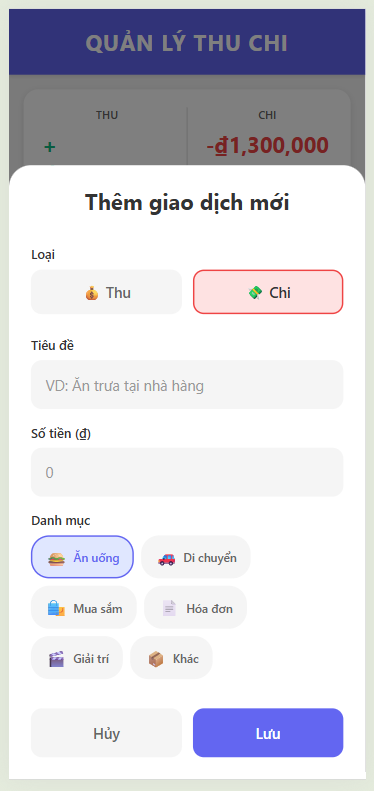 QUẢN LÝ THU CHI
THU CHI
+ -₫1,300,000
Thêm giao dịch mới
Loại
Thu Chi
Tiêu đề
VD: Ăn trưa tại nhà hàng
Số tiền (₫)
0
Danh mục
Ăn uống Di chuyển
Mua sắm Hóa đơn
Giải trí Khác
Hủy Lưu